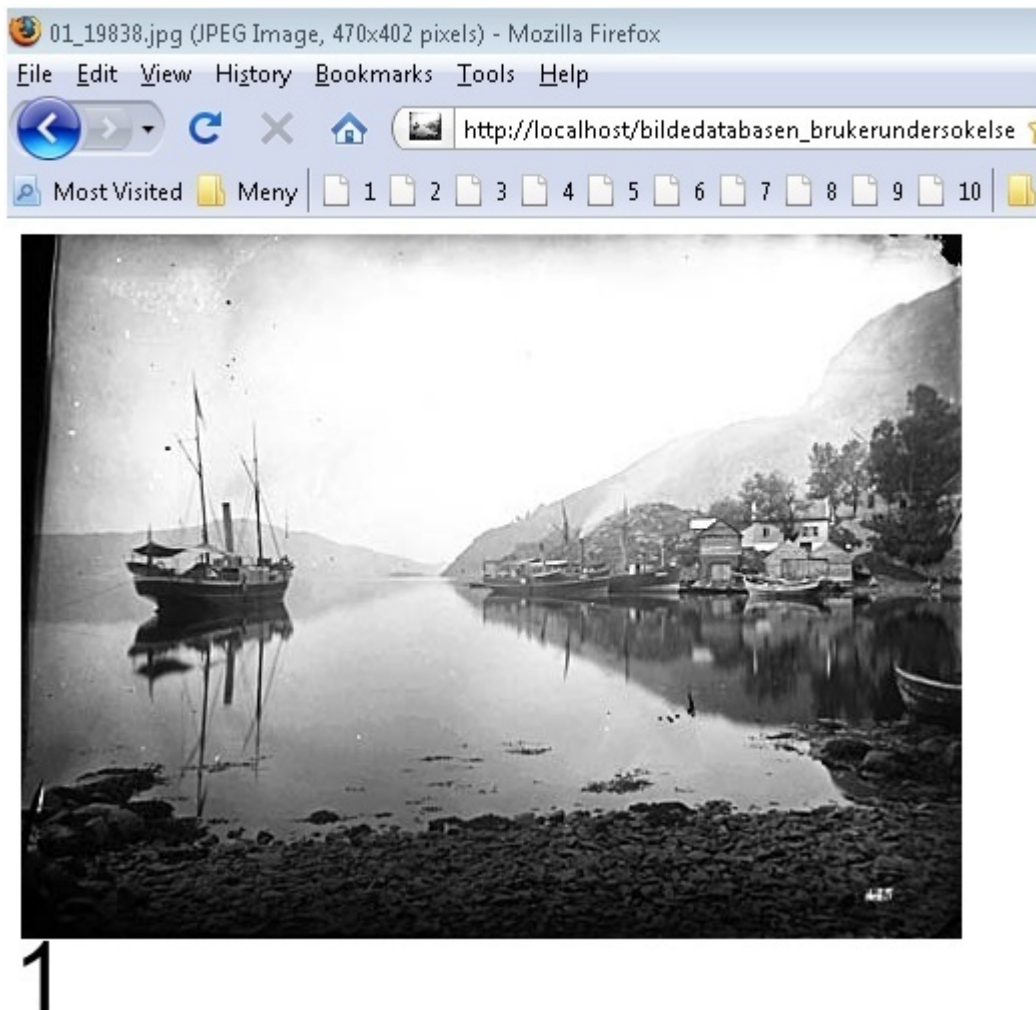 01_19838.jpg (JPEG Image, 470x402 pixels) - Mozilla Firefox
File Edit View History Bookmarks Tools Help
http://localhost/bildedatabasen_brukerundersokelse
Most Visited Meny 1 2 3 4 5 6 7 8 9 10
1